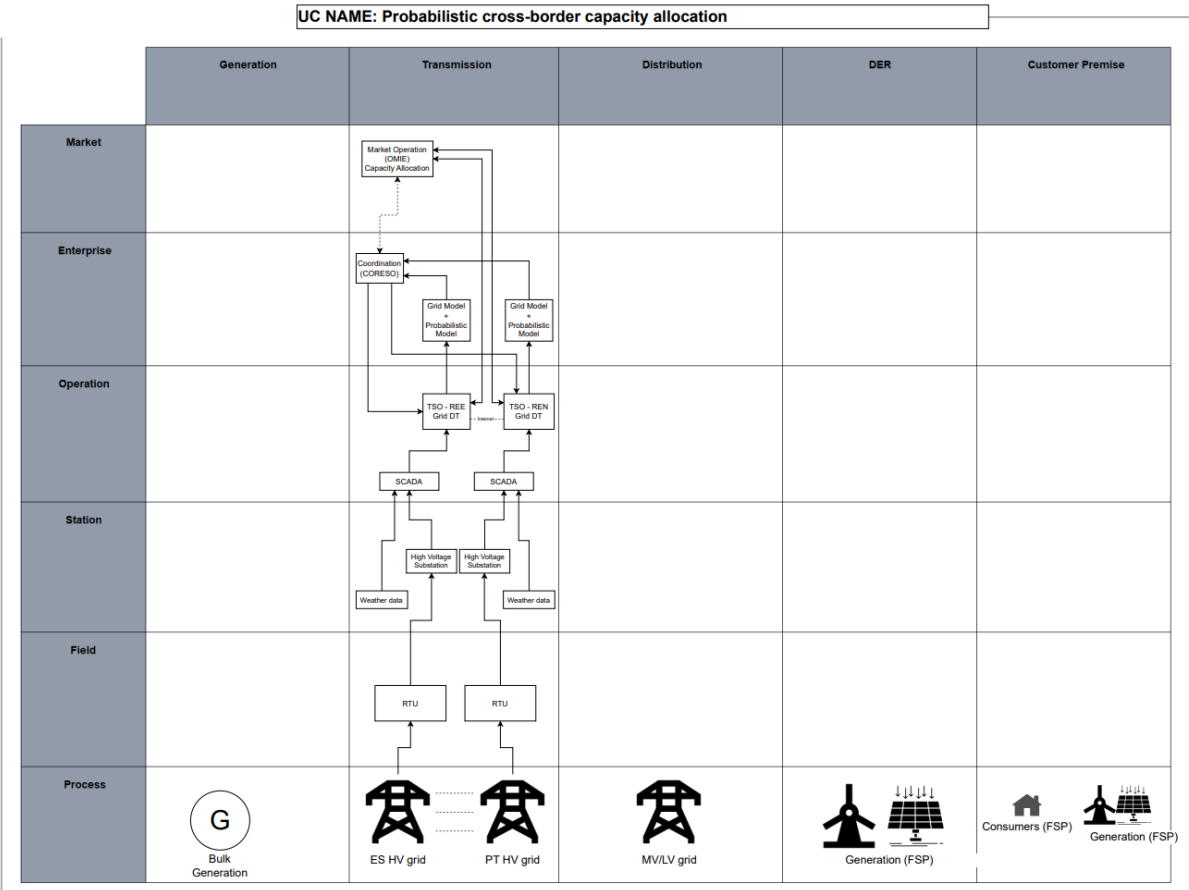 UC NAME: Probabilistic cross-border capacity allocation
Generation
Transmission
Distribution
DER
Customer Premise
Market
Market Operation
(OMIE)
Capacity Allocation
Enterprise
Coordination
(CORESO)
Grid Model
+
Probabilistic
Model
Grid Model
+
Probabilistic
Model
Operation
TSO - REE
Grid DT
Internet
TSO - REN
Grid DT
SCADA
SCADA
Station
High Voltage
Substation
High Voltage
Substation
Weather data
Weather data
Field
RTU
RTU
Process
G
Bulk
Generation
ES HV grid
PT HV grid
MV/LV grid
Generation (FSP)
Consumers (FSP)
Generation (FSP)